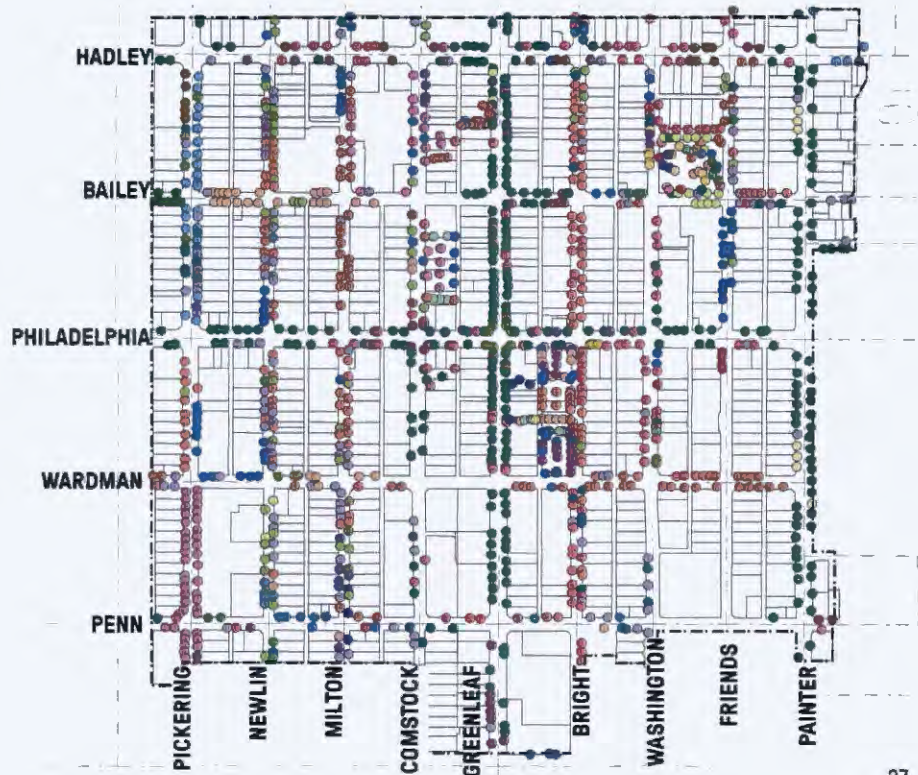 HADLEY
BAILEY
PHILADELPHIA
WARDMAN
PENN
PICKERING
NEWLIN
MILTON
COMSTOCK
GREENLEAF
BRIGHT
WASHINGTON
FRIENDS
PAINTER